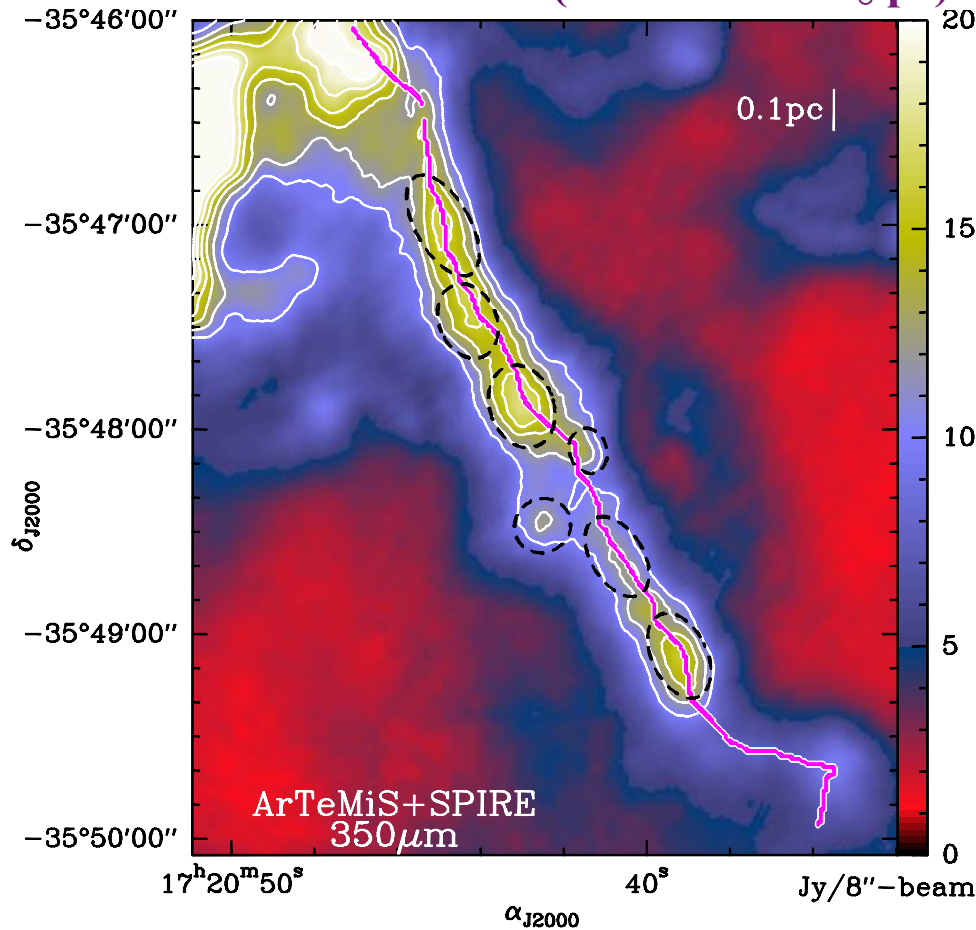 −35°46′00″
20
0.1pc
−35°47′00″
15
−35°48′00″
10
δJ2000
−35°49′00″
5
ArTeMiS+SPIRE
350μm
−35°50′00″
0
17ʰ20ᵐ50ˢ
40ˢ
Jy/8″−beam
αJ2000